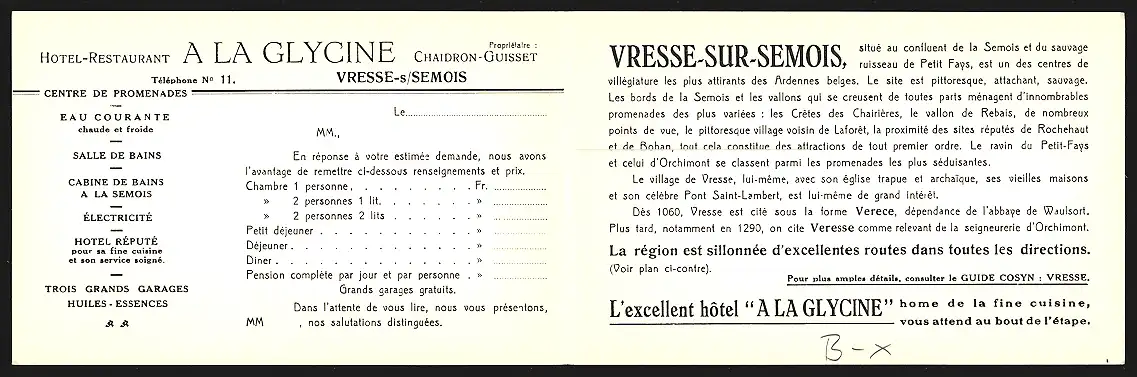 HOTEL-RESTAURANT A LA GLYCINE Propriétaire : CHAIDRON-GUISSET
Téléphone No 11. VRESSE-s/SEMOIS
CENTRE DE PROMENADES
EAU COURANTE
chaude et froide
SALLE DE BAINS
CABINE DE BAINS
A LA SEMOIS
ÉLECTRICITÉ
HOTEL RÉPUTÉ
pour sa fine cuisine
et son service soigné.
TROIS GRANDS GARAGES
HUILES - ESSENCES
Le..............................
MM.,
En réponse à votre estimée demande, nous avons
l'avantage de remettre ci-dessous renseignements et prix.
Chambre 1 personne. . . . . . . . . Fr. ............
» 2 personnes 1 lit. . . . . . . » ............
» 2 personnes 2 lits . . . . . . » ............
Petit déjeuner . . . . . . . . . . . » ............
Déjeuner . . . . . . . . . . . . . » ............
Diner . . . . . . . . . . . . . . » ............
Pension complète par jour et par personne . » ............
Grands garages gratuits.
Dans l'attente de vous lire, nous vous présentons,
MM , nos salutations distinguées.
VRESSE-SUR-SEMOIS, situé au confluent de la Semois et du sauvage
ruisseau de Petit Fays, est un des centres de
villégiature les plus attirants des Ardennes belges. Le site est pittoresque, attachant, sauvage.
Les bords de la Semois et les vallons qui se creusent de toutes parts ménagent d'innombrables
promenades des plus variées : les Crêtes des Chairières, le vallon de Rebais, de nombreux
points de vue, le pittoresque village voisin de Laforêt, la proximité des sites réputés de Rochehaut
et de Bohan, tout cela constitue des attractions de tout premier ordre. Le ravin du Petit-Fays
et celui d'Orchimont se classent parmi les promenades les plus séduisantes.
Le village de Vresse, lui-même, avec son église trapue et archaïque, ses vieilles maisons
et son célèbre Pont Saint-Lambert, est lui-même de grand intérêt.
Dès 1060, Vresse est cité sous la forme Verece, dépendance de l'abbaye de Waulsort.
Plus tard, notamment en 1290, on cite Veresse comme relevant de la seigneurerie d'Orchimont.
La région est sillonnée d'excellentes routes dans toutes les directions.
(Voir plan ci-contre).
Pour plus amples détails, consulter le GUIDE COSYN : VRESSE.
L'excellent hôtel "A LA GLYCINE" home de la fine cuisine,
vous attend au bout de l'étape.
B-X